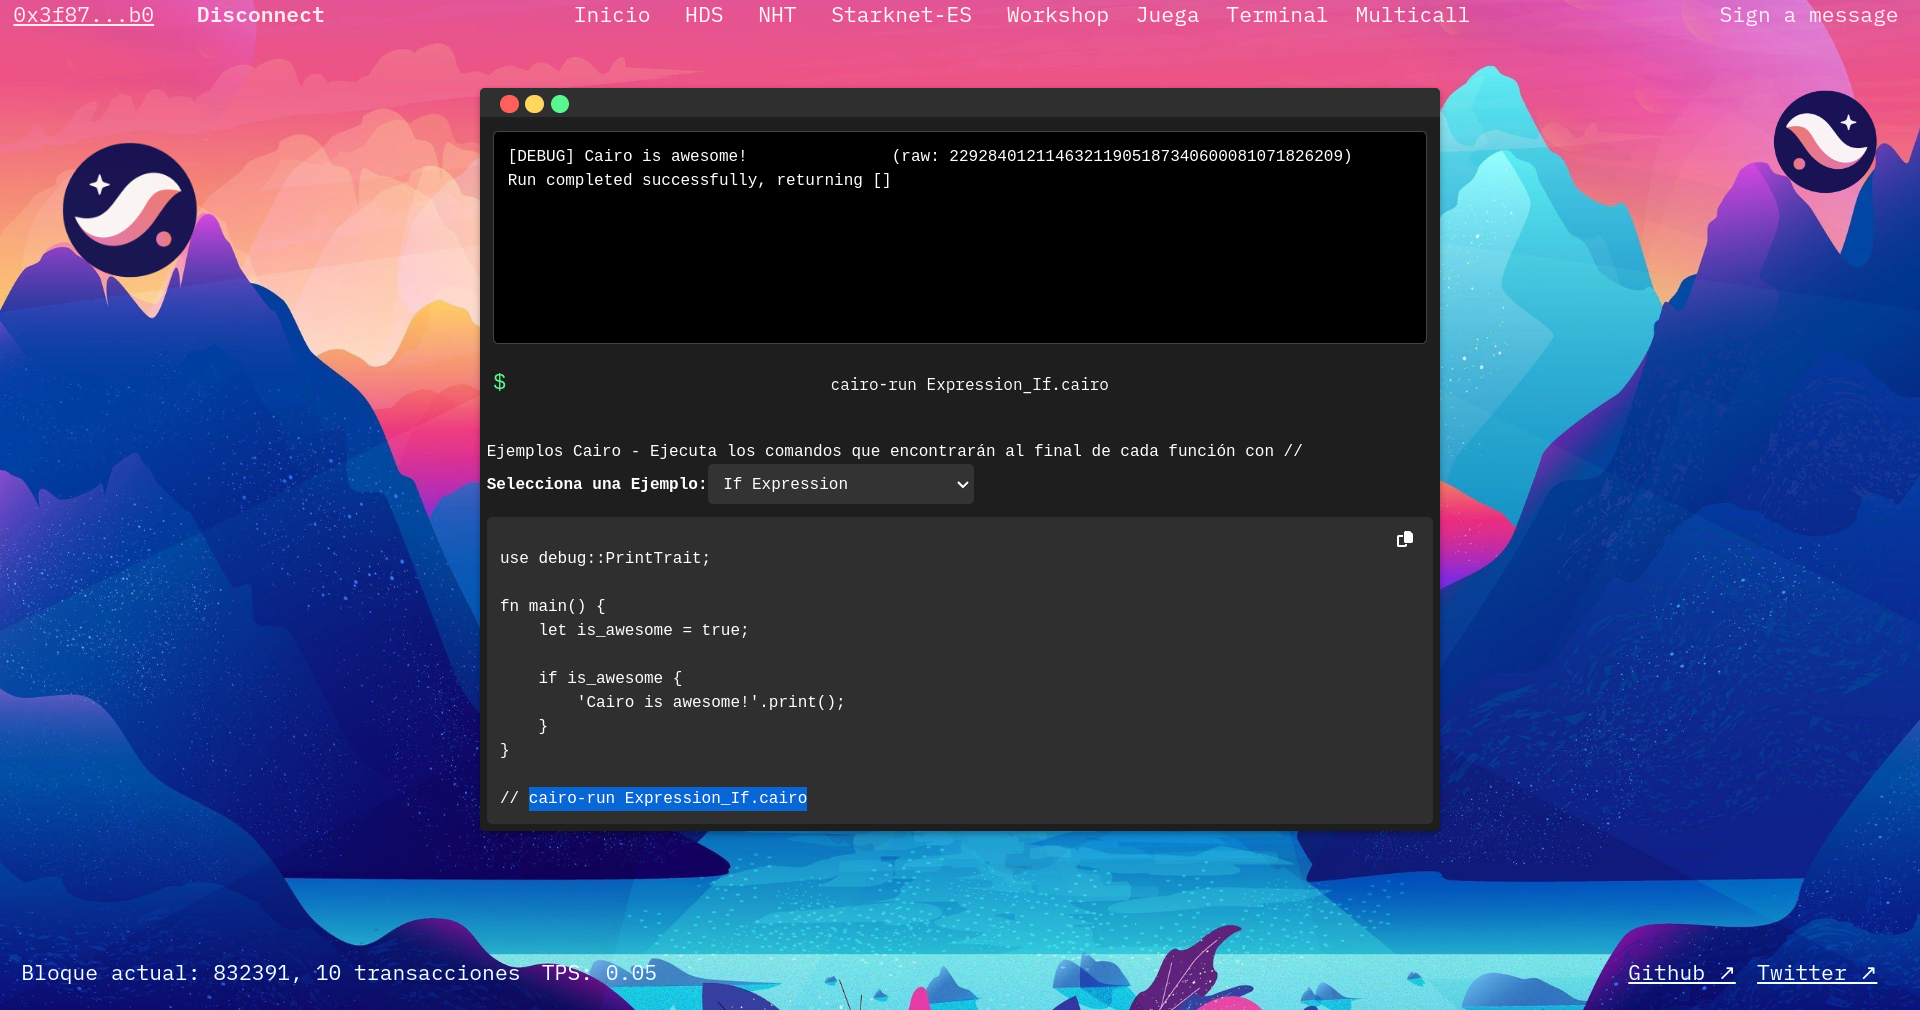 0x3f87...b0 Disconnect Inicio HDS NHT Starknet-ES Workshop Juega Terminal Multicall Sign a message
[DEBUG] Cairo is awesome! (raw: 22928401211463211905187340600081071826209)
Run completed successfully, returning []
$ cairo-run Expression_If.cairo
Ejemplos Cairo - Ejecuta los comandos que encontrarán al final de cada función con //
Selecciona una Ejemplo: If Expression
use debug::PrintTrait;
fn main() {
let is_awesome = true;
if is_awesome {
'Cairo is awesome!'.print();
}
}
// cairo-run Expression_If.cairo
Bloque actual: 832391, 10 transacciones TPS: 0.05 Github ↗ Twitter ↗